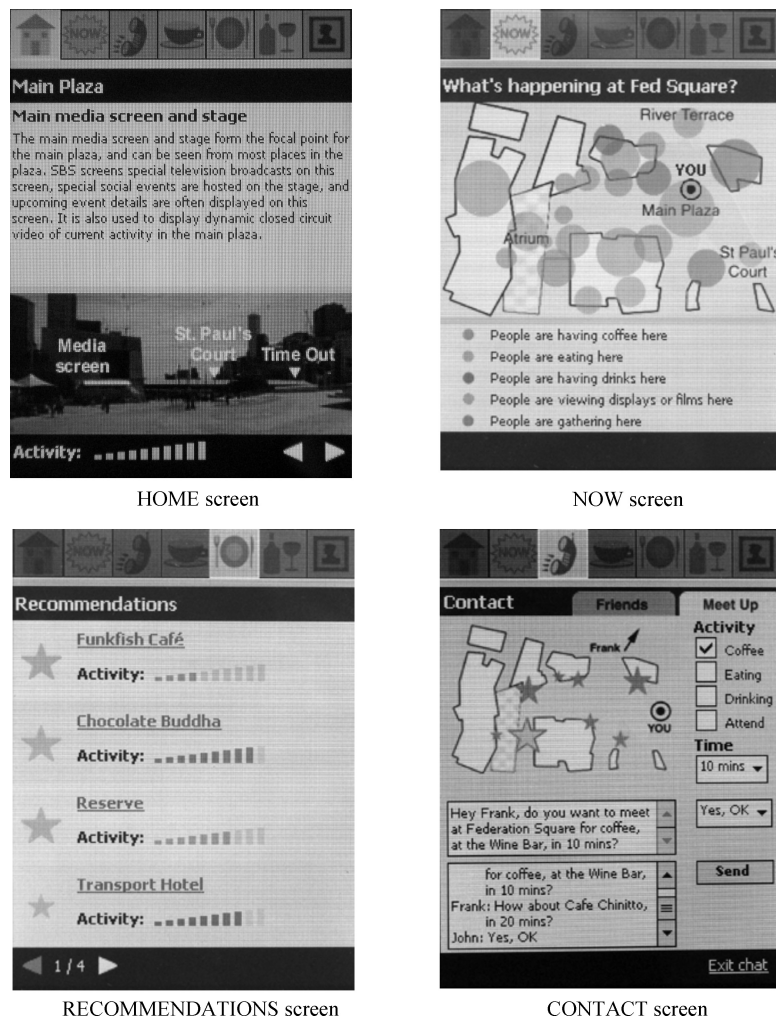 NOW
Main Plaza
Main media screen and stage
The main media screen and stage form the focal point for
the main plaza, and can be seen from most places in the
plaza. SBS screens special television broadcasts on this
screen, special social events are hosted on the stage, and
upcoming event details are often displayed on this
screen. It is also used to display dynamic closed circuit
video of current activity in the main plaza.
Media
screen
St. Paul's
Court
Time Out
Activity:
HOME screen
NOW
What's happening at Fed Square?
River Terrace
YOU
Main Plaza
Atrium
St Paul's
Court
People are having coffee here
People are eating here
People are having drinks here
People are viewing displays or films here
People are gathering here
NOW screen
NOW
Recommendations
Funkfish Café
Activity:
Chocolate Buddha
Activity:
Reserve
Activity:
Transport Hotel
Activity:
1/4
RECOMMENDATIONS screen
NOW
Contact
Friends
Meet Up
Frank
YOU
Activity
Coffee
Eating
Drinking
Attend
Time
10 mins
Hey Frank, do you want to meet
at Federation Square for coffee,
at the Wine Bar, in 10 mins?
Yes, OK
for coffee, at the Wine Bar,
in 10 mins?
Frank: How about Cafe Chinitto,
in 20 mins?
John: Yes, OK
Send
Exit chat
CONTACT screen